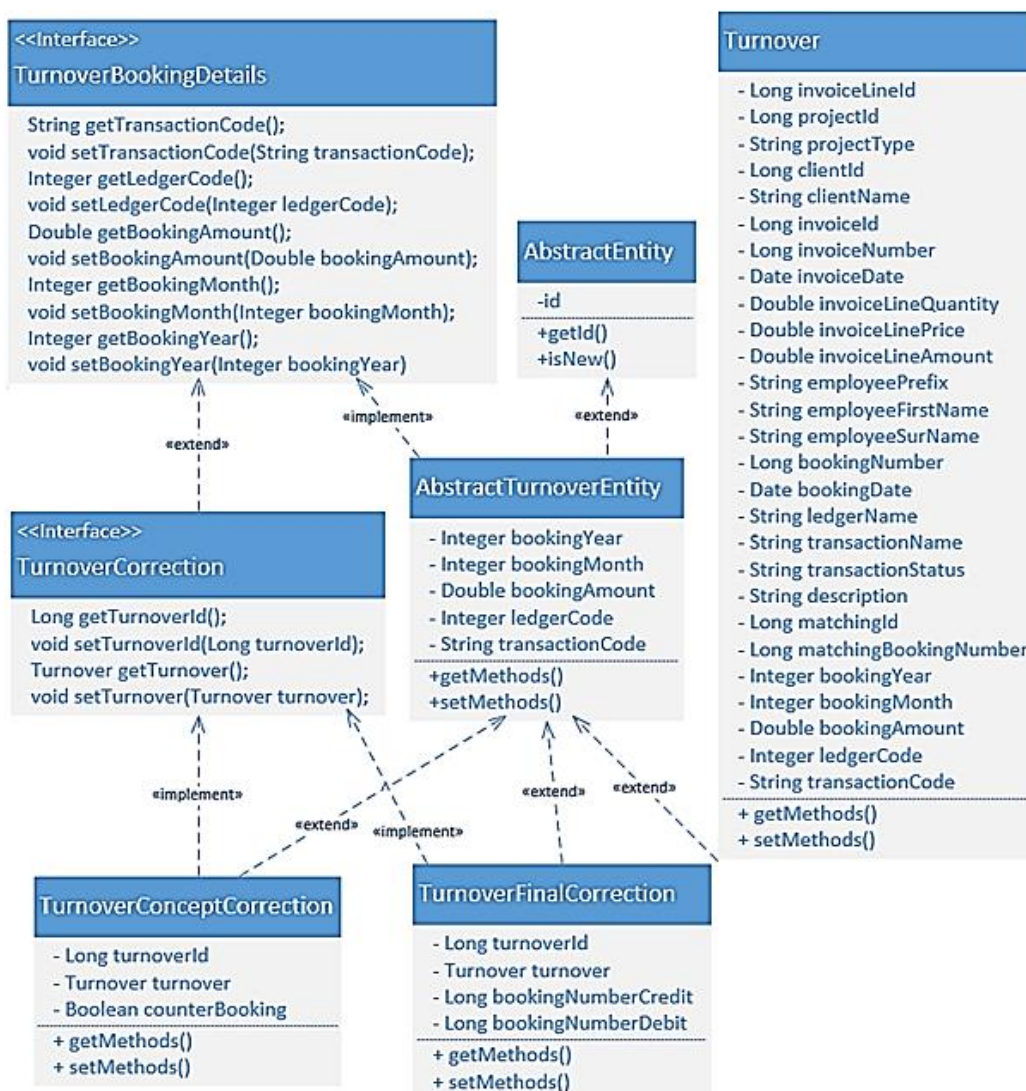 <<Interface>>
TurnoverBookingDetails
String getTransactionCode();
void setTransactionCode(String transactionCode);
Integer getLedgerCode();
void setLedgerCode(Integer ledgerCode);
Double getBookingAmount();
void setBookingAmount(Double bookingAmount);
Integer getBookingMonth();
void setBookingMonth(Integer bookingMonth);
Integer getBookingYear();
void setBookingYear(Integer bookingYear)
AbstractEntity
-id
+getId()
+isNew()
Turnover
- Long invoiceLineId
- Long projectId
- String projectType
- Long clientId
- String clientName
- Long invoiceId
- Long invoiceNumber
- Date invoiceDate
- Double invoiceLineQuantity
- Double invoiceLinePrice
- Double invoiceLineAmount
- String employeePrefix
- String employeeFirstName
- String employeeSurName
- Long bookingNumber
- Date bookingDate
- String ledgerName
- String transactionName
- String transactionStatus
- String description
- Long matchingId
- Long matchingBookingNumber
- Integer bookingYear
- Integer bookingMonth
- Double bookingAmount
- Integer ledgerCode
- String transactionCode
+ getMethods()
+ setMethods()
«extend»
«implement»
«extend»
<<Interface>>
TurnoverCorrection
Long getTurnoverId();
void setTurnoverId(Long turnoverId);
Turnover getTurnover();
void setTurnover(Turnover turnover);
AbstractTurnoverEntity
- Integer bookingYear
- Integer bookingMonth
- Double bookingAmount
- Integer ledgerCode
- String transactionCode
+getMethods()
+setMethods()
«implement»
«extend»
«implement»
«extend»
«extend»
TurnoverConceptCorrection
- Long turnoverId
- Turnover turnover
- Boolean counterBooking
+ getMethods()
+ setMethods()
TurnoverFinalCorrection
- Long turnoverId
- Turnover turnover
- Long bookingNumberCredit
- Long bookingNumberDebit
+ getMethods()
+ setMethods()